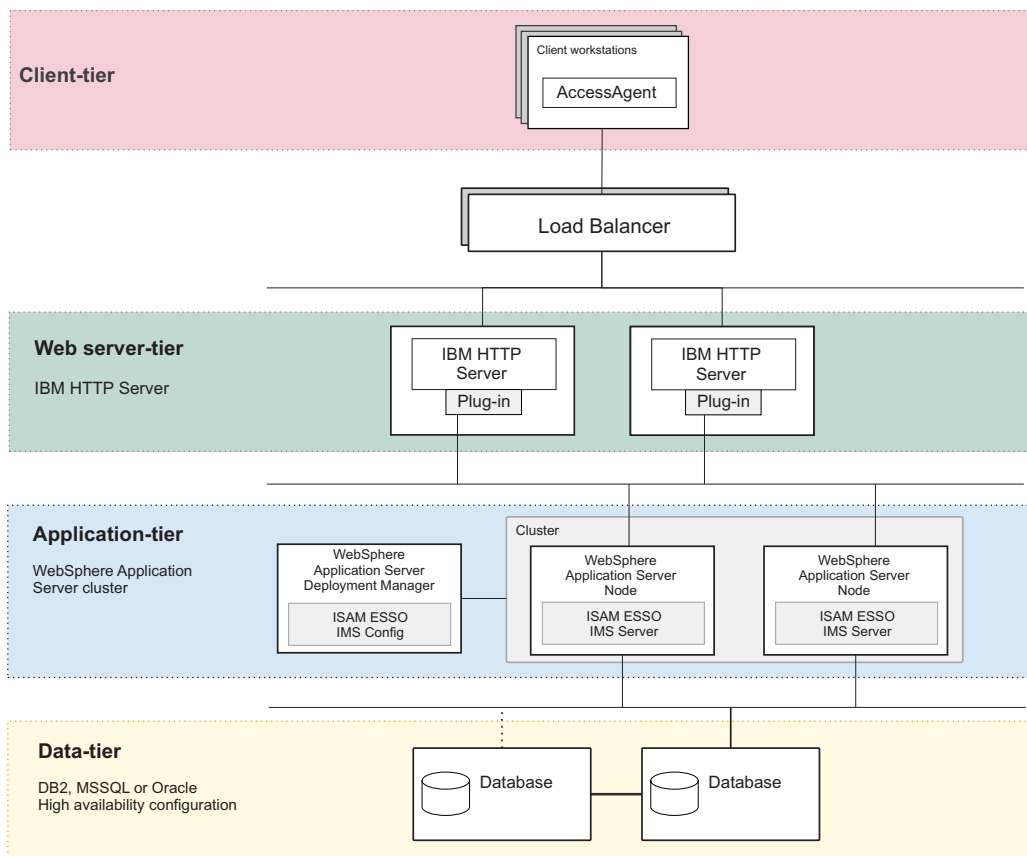 Client-tier
Client workstations
AccessAgent
Load Balancer
Web server-tier
IBM HTTP Server
IBM HTTP
Server
Plug-in
IBM HTTP
Server
Plug-in
Application-tier
WebSphere Application
Server cluster
WebSphere
Application Server
Deployment Manager
ISAM ESSO
IMS Config
Cluster
WebSphere
Application Server
Node
ISAM ESSO
IMS Server
WebSphere
Application Server
Node
ISAM ESSO
IMS Server
Data-tier
DB2, MSSQL or Oracle
High availability configuration
Database
Database